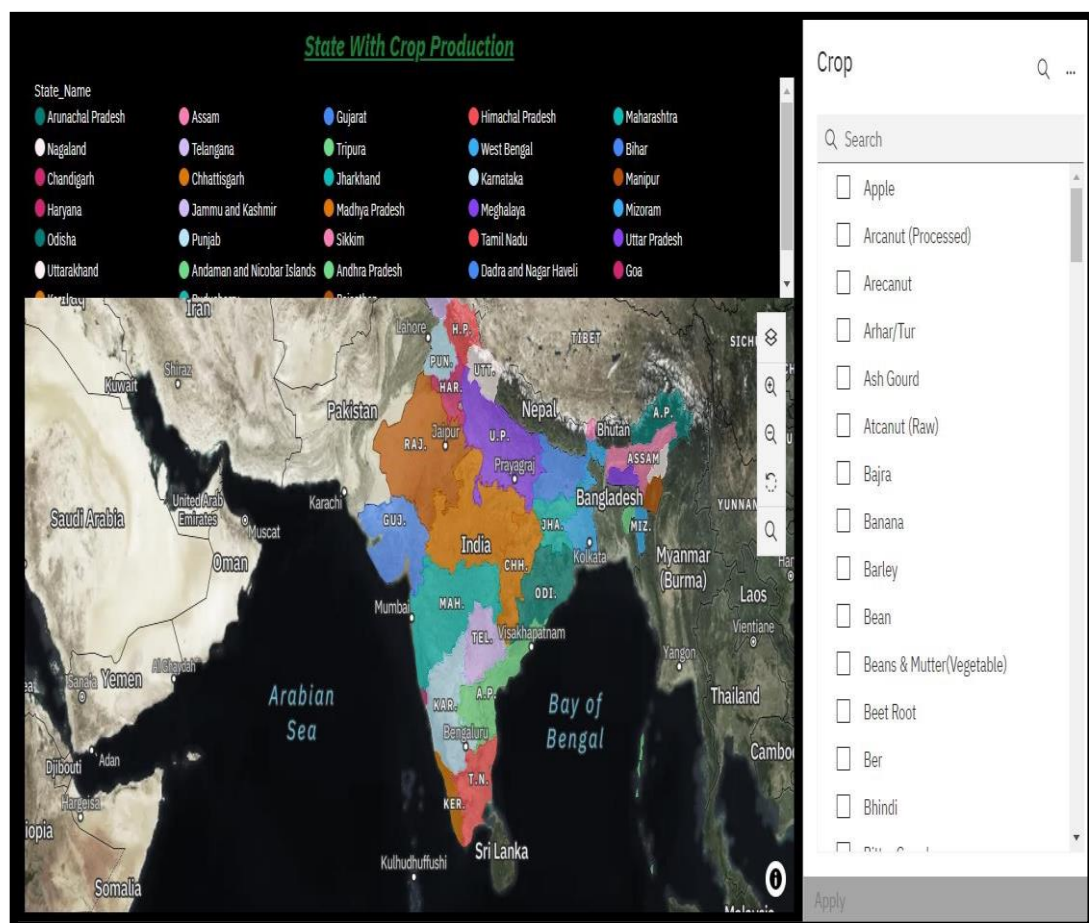 State With Crop Production
State_Name
Arunachal Pradesh Assam Gujarat Himachal Pradesh Maharashtra
Nagaland Telangana Tripura West Bengal Bihar
Chandigarh Chhattisgarh Jharkhand Karnataka Manipur
Haryana Jammu and Kashmir Madhya Pradesh Meghalaya Mizoram
Odisha Punjab Sikkim Tamil Nadu Uttar Pradesh
Uttarakhand Andaman and Nicobar Islands Andhra Pradesh Dadra and Nagar Haveli Goa
Iran
Lahore
H.P.
TIBET
PUN.
UTT.
Shiraz
Kuwait
HAR.
Pakistan
Nepal
A.P.
Jaipur
RAJ.
U.P.
Bhutan
ASSAM
Prayagraj
Karachi
United Arab
Emirates
Bangladesh
YUNNAN
Saudi Arabia
Muscat
GUJ.
JHA.
MIZ.
India
Kolkata
Myanmar
(Burma)
Oman
CHH.
ODI.
Laos
Mumbai
MAH.
Vientiane
TEL.
Visakhapatnam
Yangon
Sana'a
Yemen
Arabian
Sea
KAR.
A.P.
Bay of
Bengal
Thailand
Bengaluru
Adan
Djibouti
T.N.
KER.
Hargeisa
Sri Lanka
Kulhudhuffushi
Somalia
Crop
...
Search
Apple
Arcanut (Processed)
Arecanut
Arhar/Tur
Ash Gourd
Atcanut (Raw)
Bajra
Banana
Barley
Bean
Beans & Mutter(Vegetable)
Beet Root
Ber
Bhindi
Apply